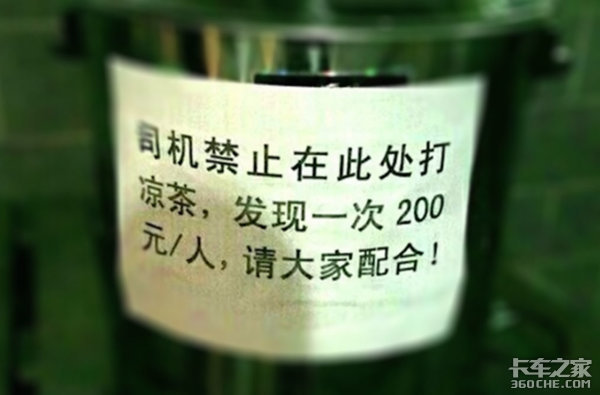 司机禁止在此处打
凉茶，发现一次 200
元/人，请大家配合！
卡车之家
360CHE.COM